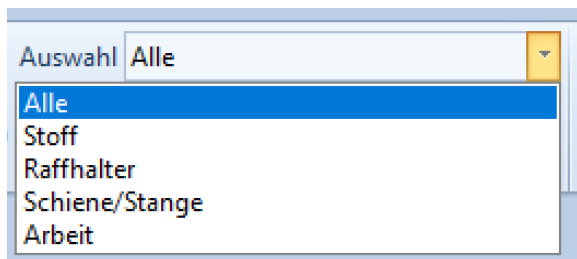 Auswahl Alle
Alle
Stoff
Raffhalter
Schiene/Stange
Arbeit